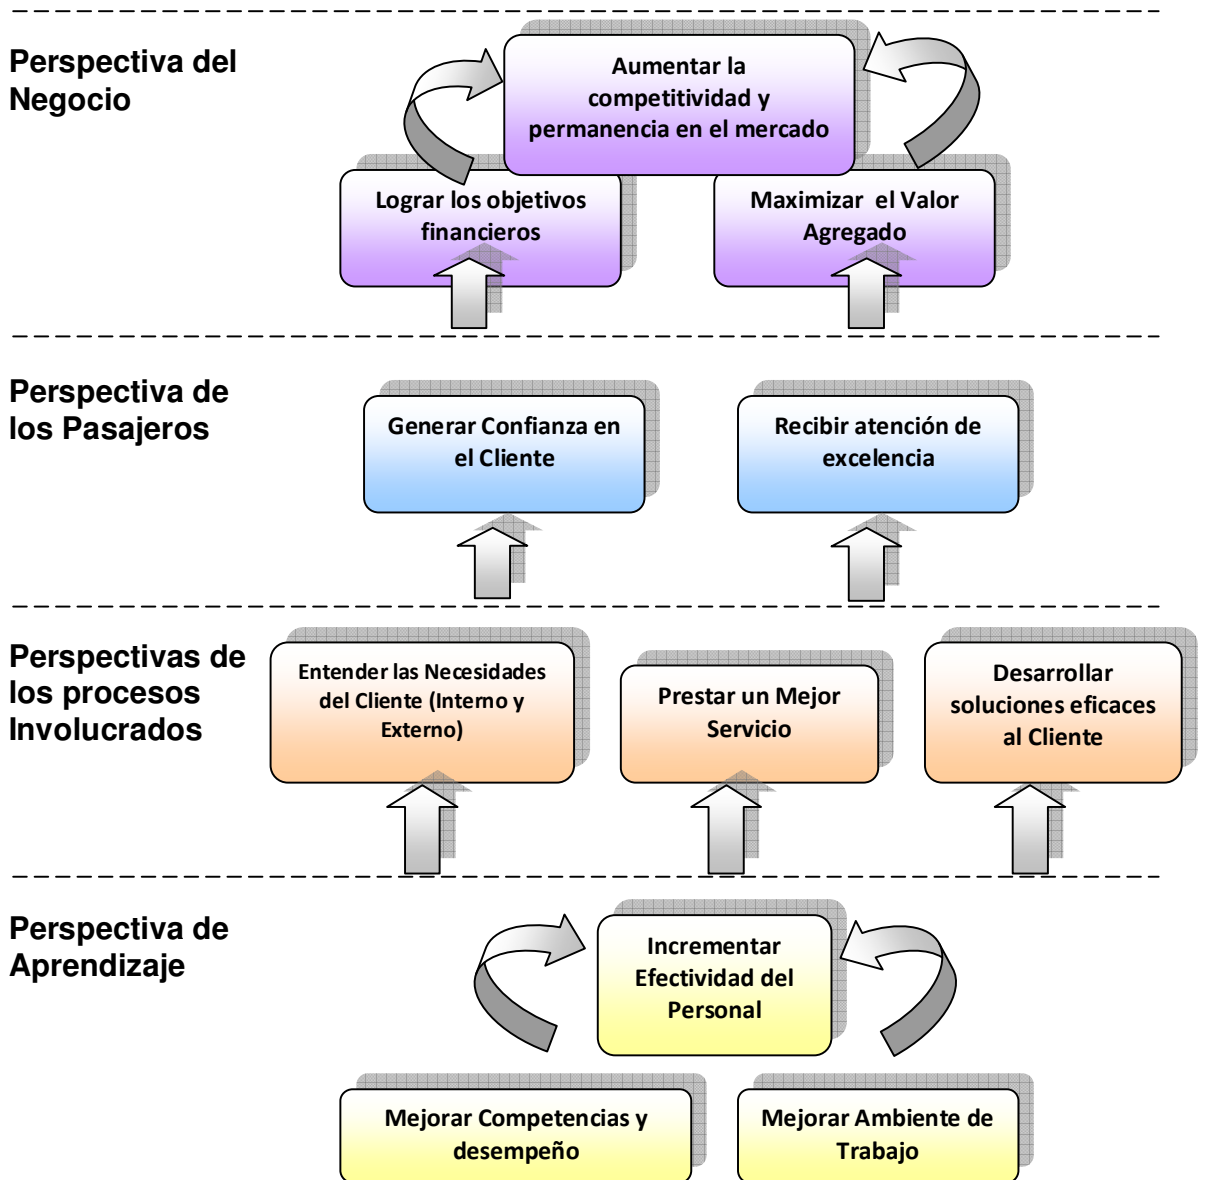 Perspectiva del
Negocio
Aumentar la
competitividad y
permanencia en el mercado
Lograr los objetivos
financieros
Maximizar el Valor
Agregado
Perspectiva de
los Pasajeros
Generar Confianza en
el Cliente
Recibir atención de
excelencia
Perspectivas de
los procesos
Involucrados
Entender las Necesidades
del Cliente (Interno y
Externo)
Prestar un Mejor
Servicio
Desarrollar
soluciones eficaces
al Cliente
Perspectiva de
Aprendizaje
Incrementar
Efectividad del
Personal
Mejorar Competencias y
desempeño
Mejorar Ambiente de
Trabajo